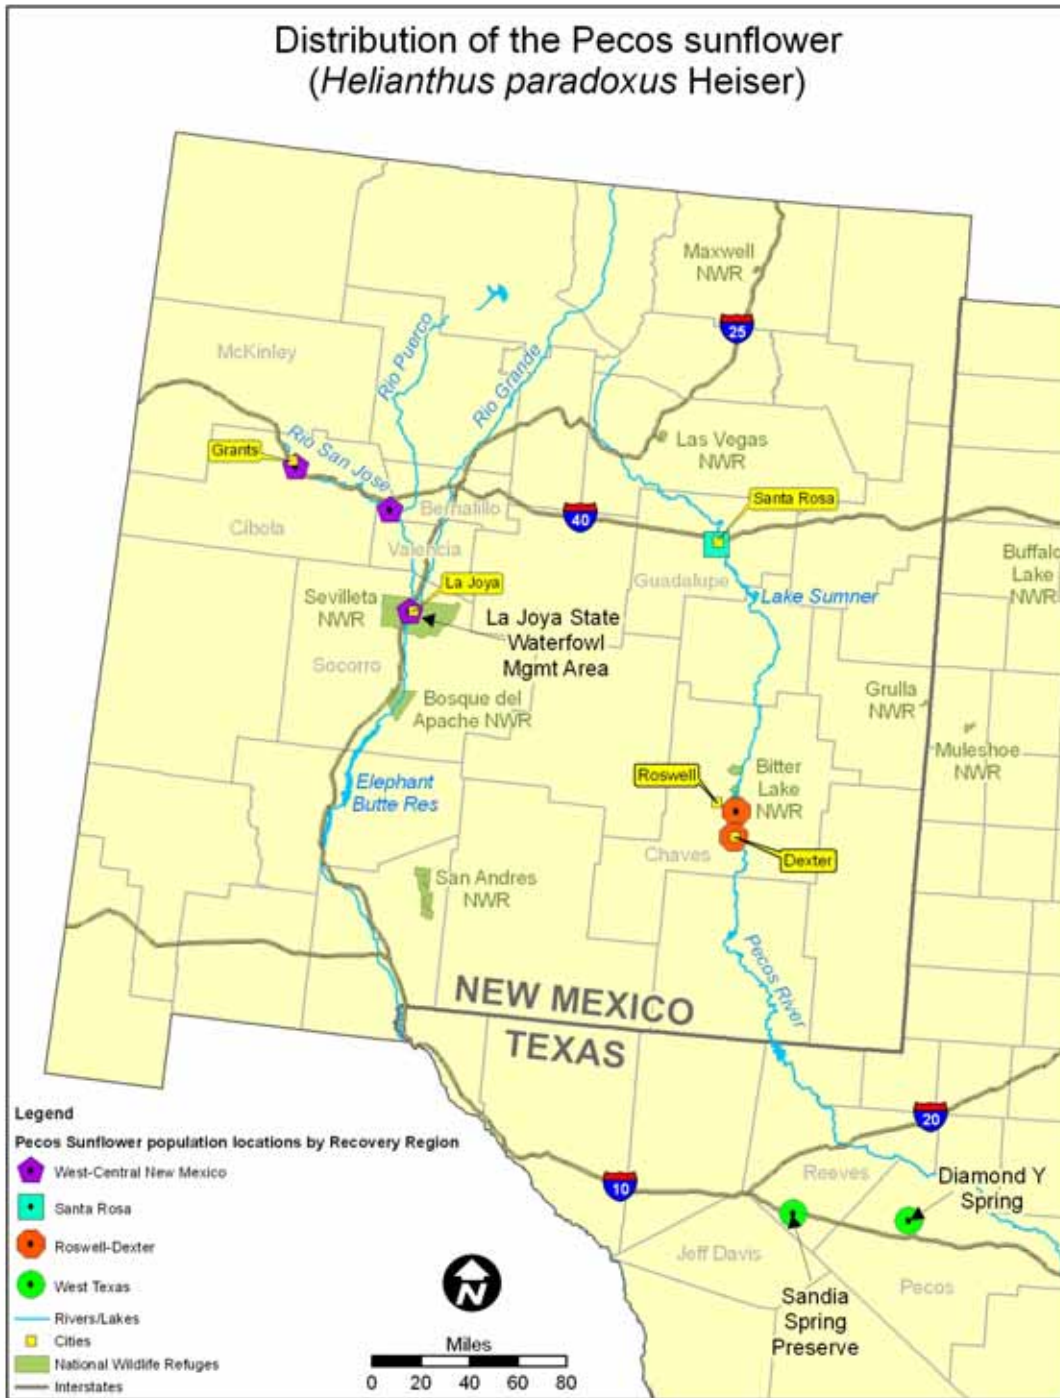 Distribution of the Pecos sunflower
(Helianthus paradoxus Heiser)
Maxwell
NWR
25
McKinley
Rio Puerco
Rio Grande
Las Vegas
NWR
Grants
Rio San Jose
Santa Rosa
40
Bernalillo
Cibola
Valencia
Buffalo
Lake
NWR
Guadalupe
La Joya
Lake Sumner
Sevilleta
NWR
La Joya State
Waterfowl
Mgmt Area
Socorro
Grulla
NWR
Bosque del
Apache NWR
Muleshoe
NWR
Elephant
Butte Res
Roswell
Bitter
Lake
NWR
Chaves
Dexter
San Andres
NWR
Pecos River
NEW MEXICO
TEXAS
20
Reeves
Diamond Y
Spring
10
Jeff Davis
Pecos
Sandia
Spring
Preserve
Legend
Pecos Sunflower population locations by Recovery Region
West-Central New Mexico
Santa Rosa
Roswell-Dexter
West Texas
Rivers/Lakes
Cities
National Wildlife Refuges
Interstates
N
Miles
0 20 40 60 80